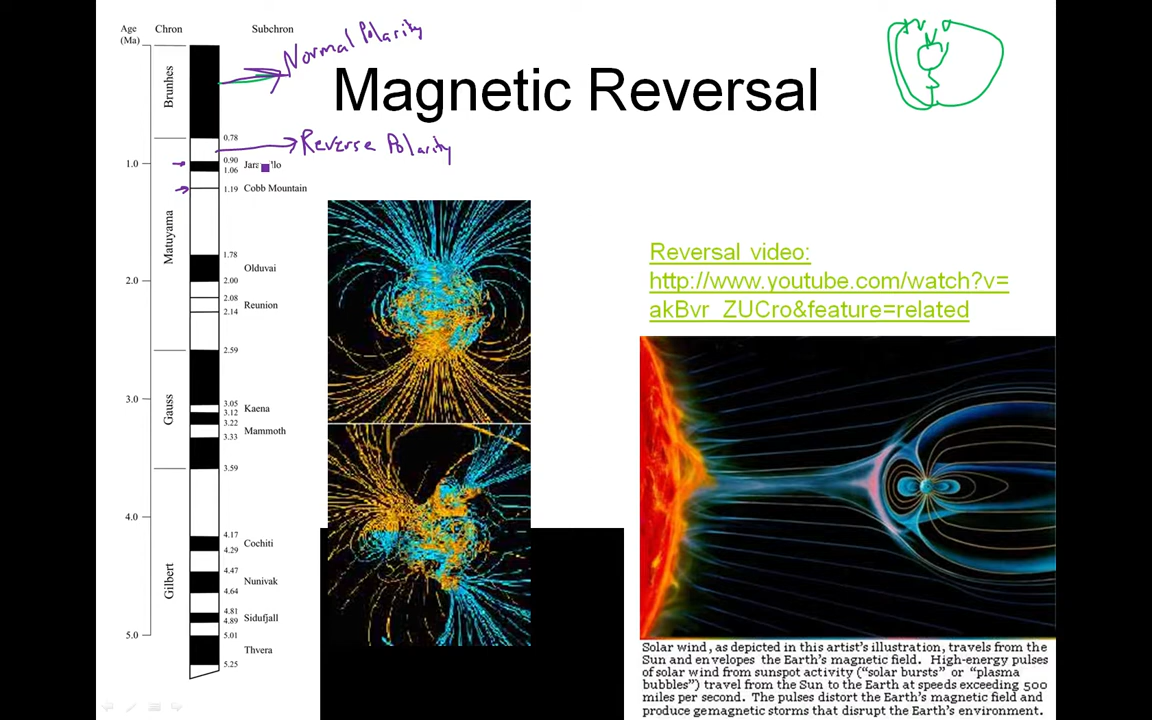 Age
(Ma)
Chron
Subchron
Normal Polarity
Magnetic Reversal
Brunhes
0.78
Reverse Polarity
0.90
1.0
1.06
1.19
Cobb Mountain
Matuyama
1.78
Olduvai
2.0
2.00
2.08
Reunion
2.14
2.59
Gauss
3.0
3.05
Kaena
3.12
3.22
Mammoth
3.33
3.59
4.0
4.17
Cochiti
4.29
Gilbert
4.47
Nunivak
4.64
4.81
Sidufjall
4.89
5.0
5.01
Thvera
5.25
Reversal video:
http://www.youtube.com/watch?v=
akBvr_ZUCro&feature=related
Solar wind, as depicted in this artist's illustration, travels from the
Sun and envelopes the Earth's magnetic field. High-energy pulses
of solar wind from sunspot activity ("solar bursts" or "plasma
bubbles") travel from the Sun to the Earth at speeds exceeding 500
miles per second. The pulses distort the Earth's magnetic field and
produce gemagnetic storms that disrupt the Earth's environment.